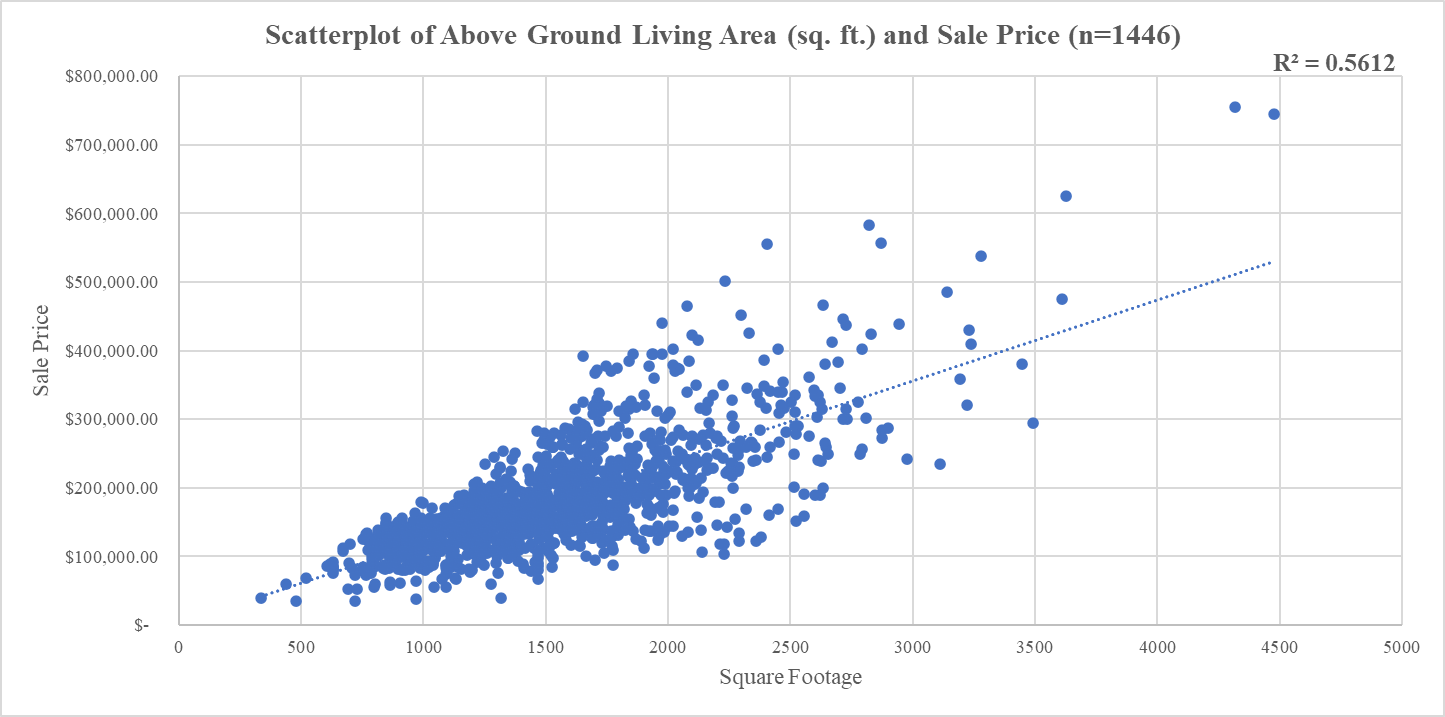 Scatterplot of Above Ground Living Area (sq. ft.) and Sale Price (n=1446)
R² = 0.5612
$800,000.00
$700,000.00
$600,000.00
$500,000.00
$400,000.00
$300,000.00
$200,000.00
$100,000.00
$-
Sale Price
0 500 1000 1500 2000 2500 3000 3500 4000 4500 5000
Square Footage